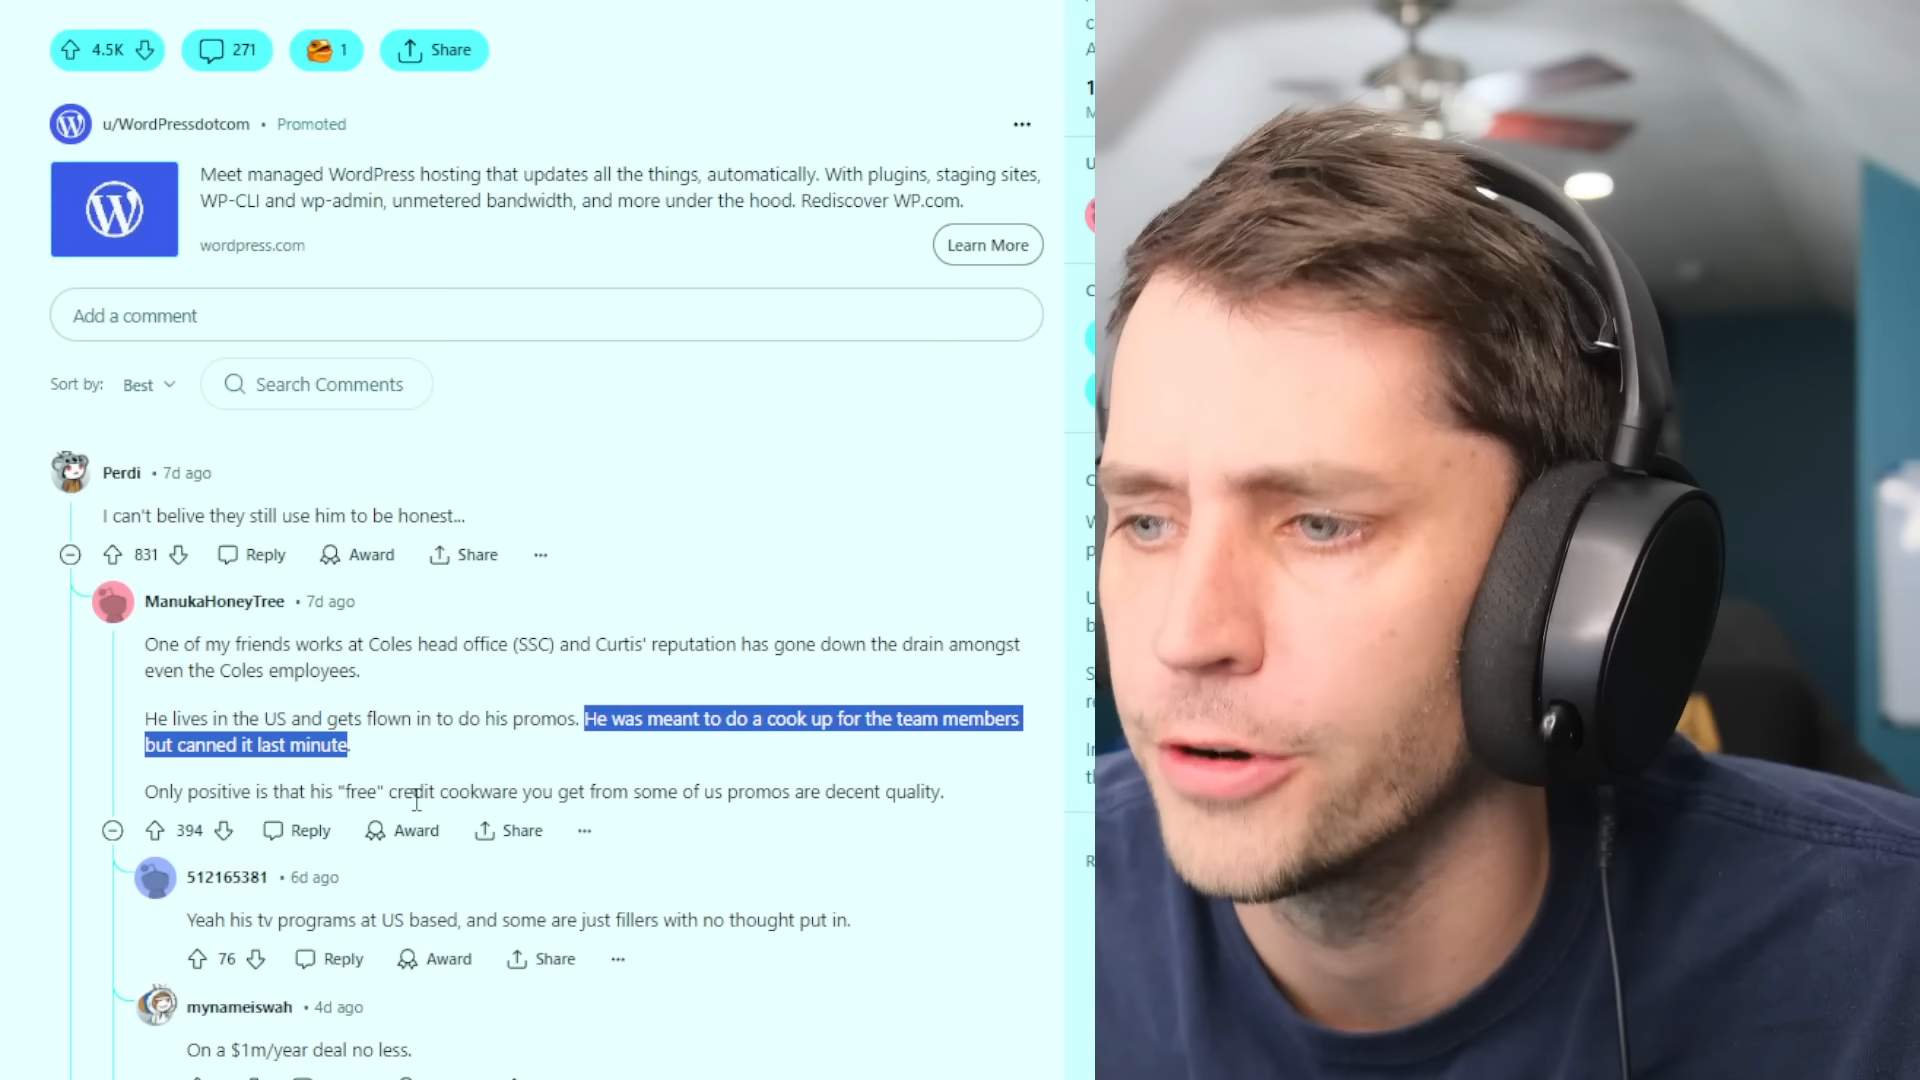 4.5K
271
1
Share
u/WordPressdotcom • Promoted
Meet managed WordPress hosting that updates all the things, automatically. With plugins, staging sites,
WP-CLI and wp-admin, unmetered bandwidth, and more under the hood. Rediscover WP.com.
wordpress.com
Learn More
Add a comment
Sort by: Best
Search Comments
Perdi • 7d ago
I can't belive they still use him to be honest...
831 Reply Award Share
ManukaHoneyTree • 7d ago
One of my friends works at Coles head office (SSC) and Curtis' reputation has gone down the drain amongst
even the Coles employees.
He lives in the US and gets flown in to do his promos. He was meant to do a cook up for the team members
but canned it last minute.
Only positive is that his "free" credit cookware you get from some of us promos are decent quality.
394 Reply Award Share
512165381 • 6d ago
Yeah his tv programs at US based, and some are just fillers with no thought put in.
76 Reply Award Share
mynameiswah • 4d ago
On a $1m/year deal no less.